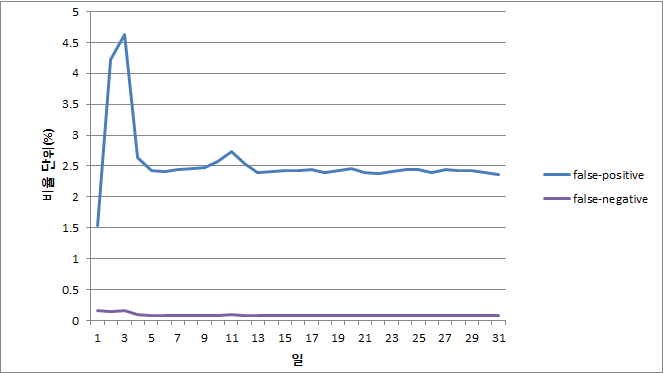 5
4.5
4
3.5
3
2.5
2
1.5
1
0.5
0
비율 단위(%)
1 3 5 7 9 11 13 15 17 19 21 23 25 27 29 31
일
false-positive
false-negative